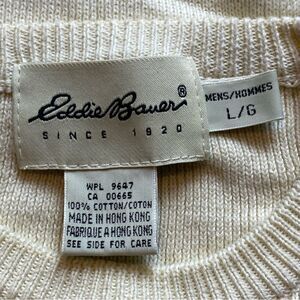 Eddie Bauer®
SINCE 1920
MENS/HOMMES
L/G
WPL 9647
CA 00665
100% COTTON/COTON
MADE IN HONG KONG
FABRIQUE A HONG KONG
SEE SIDE FOR CARE